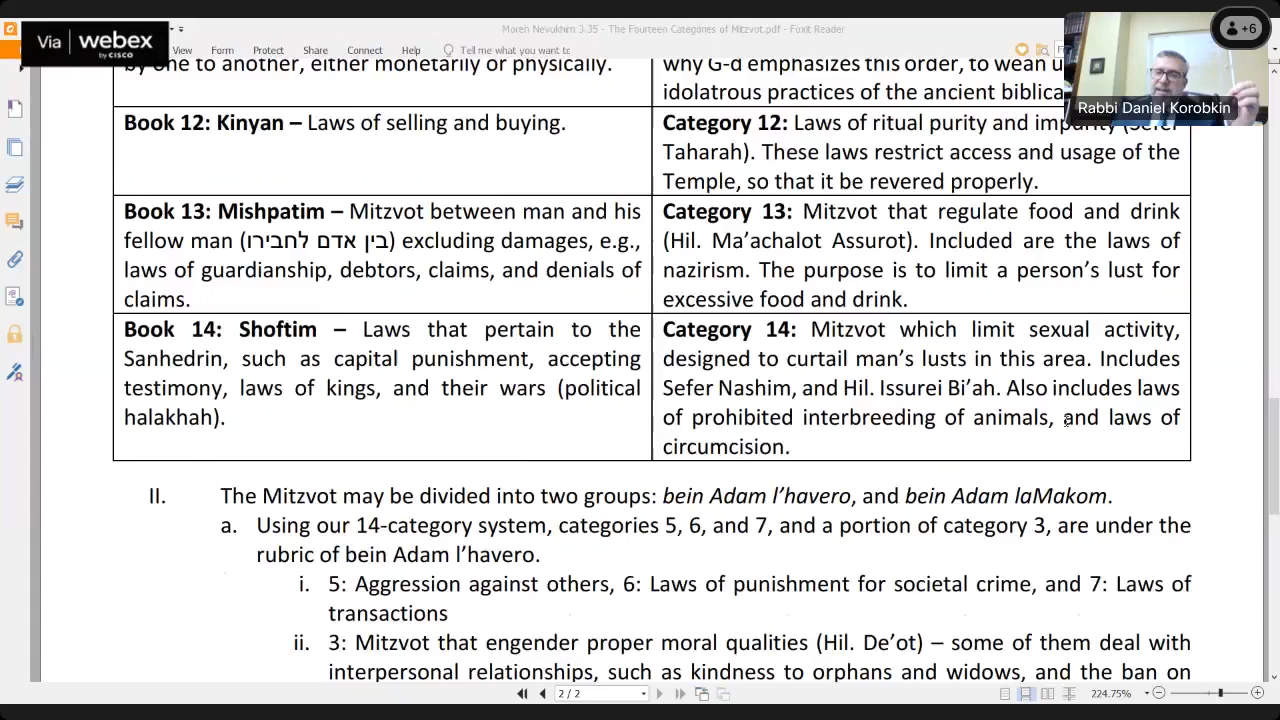 Via webex
by CISCO
Moreh Nevukhim 3.35 - The Fourteen Categories of Mitzvot.pdf - Foxit Reader
View Form Protect Share Connect Help Tell me what you want to
+6
Rabbi Daniel Korobkin
by one to another, either monetarily or physically.
why G-d emphasizes this order, to wean
idolatrous practices of the ancient biblica
Book 12: Kinyan – Laws of selling and buying.
Category 12: Laws of ritual purity and impurity (Sefer
Taharah). These laws restrict access and usage of the
Temple, so that it be revered properly.
Book 13: Mishpatim – Mitzvot between man and his
fellow man (בין אדם לחבירו) excluding damages, e.g.,
laws of guardianship, debtors, claims, and denials of
claims.
Category 13: Mitzvot that regulate food and drink
(Hil. Ma’achalot Assurot). Included are the laws of
nazirism. The purpose is to limit a person’s lust for
excessive food and drink.
Book 14: Shoftim – Laws that pertain to the
Sanhedrin, such as capital punishment, accepting
testimony, laws of kings, and their wars (political
halakhah).
Category 14: Mitzvot which limit sexual activity,
designed to curtail man’s lusts in this area. Includes
Sefer Nashim, and Hil. Issurei Bi’ah. Also includes laws
of prohibited interbreeding of animals, and laws of
circumcision.
II. The Mitzvot may be divided into two groups: bein Adam l’havero, and bein Adam laMakom.
a. Using our 14-category system, categories 5, 6, and 7, and a portion of category 3, are under the
rubric of bein Adam l’havero.
i. 5: Aggression against others, 6: Laws of punishment for societal crime, and 7: Laws of
transactions
ii. 3: Mitzvot that engender proper moral qualities (Hil. De’ot) – some of them deal with
interpersonal relationships, such as kindness to orphans and widows, and the ban on
2 / 2
224.75%